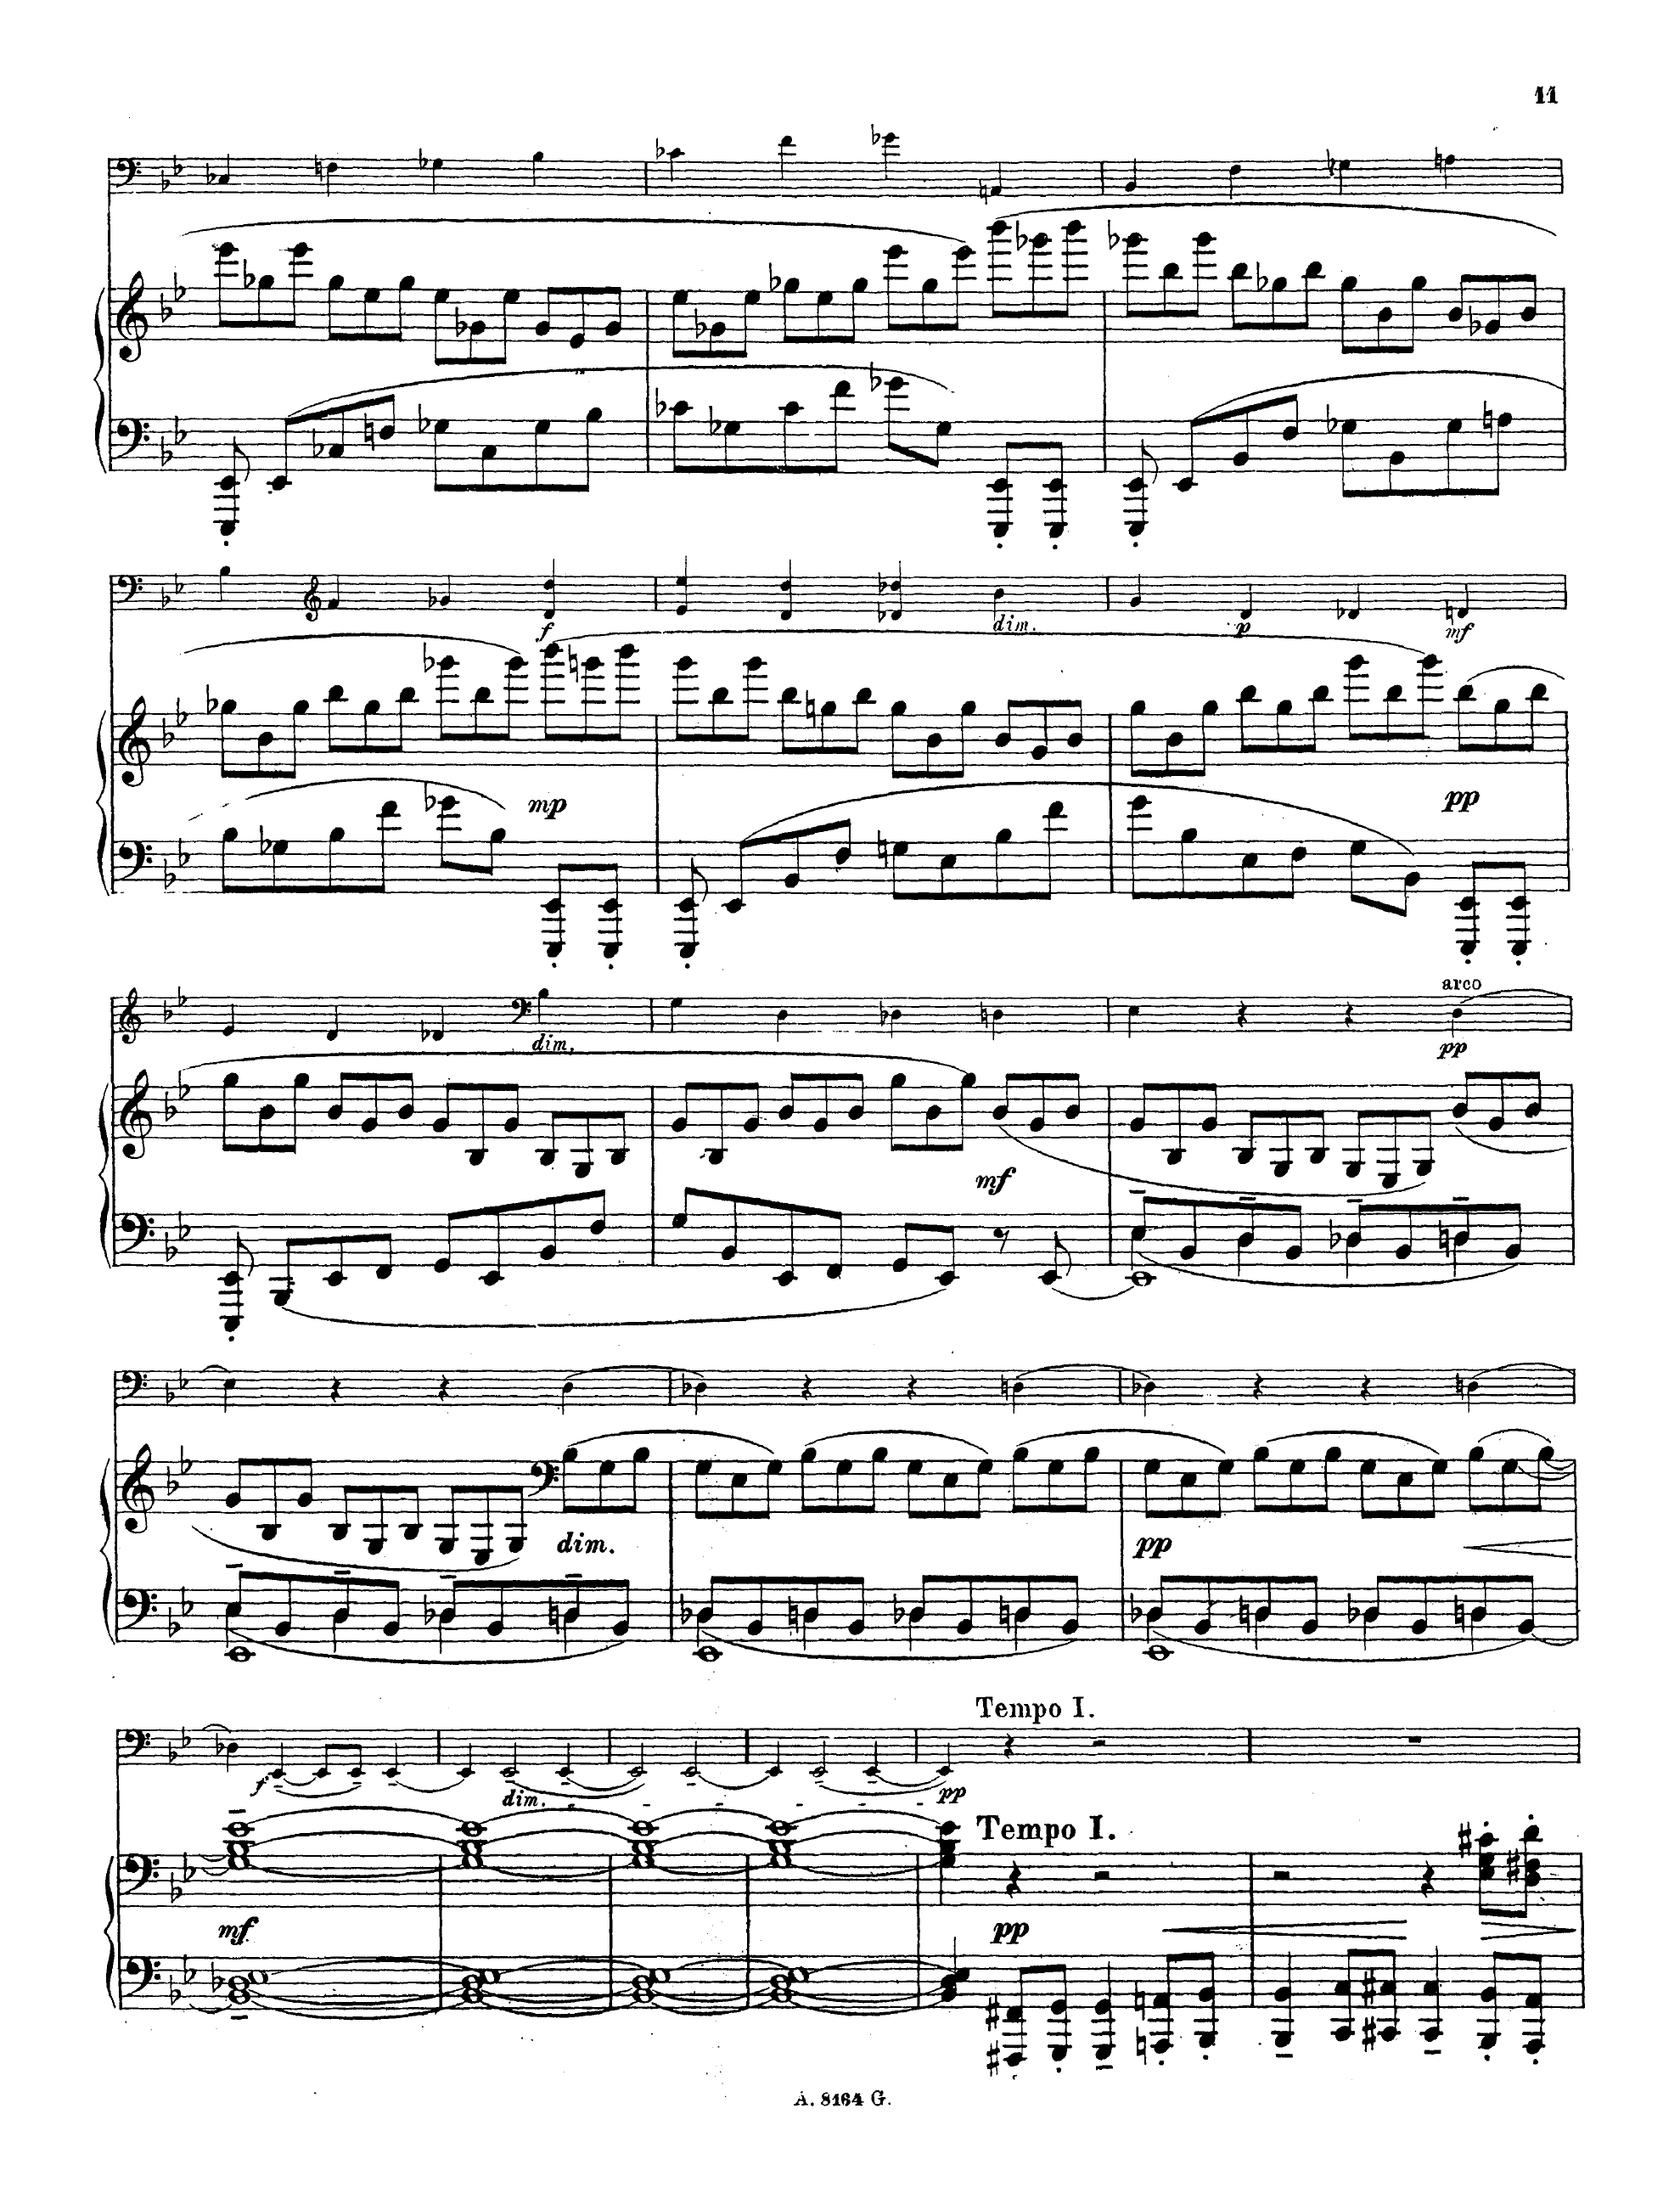 11
f
dim.
p
mf
mp
pp
arco
dim.
pp
mf
dim.
pp
Tempo I.
f
dim. - - - - - - pp
Tempo I.
mf
pp
A. 8164 G.